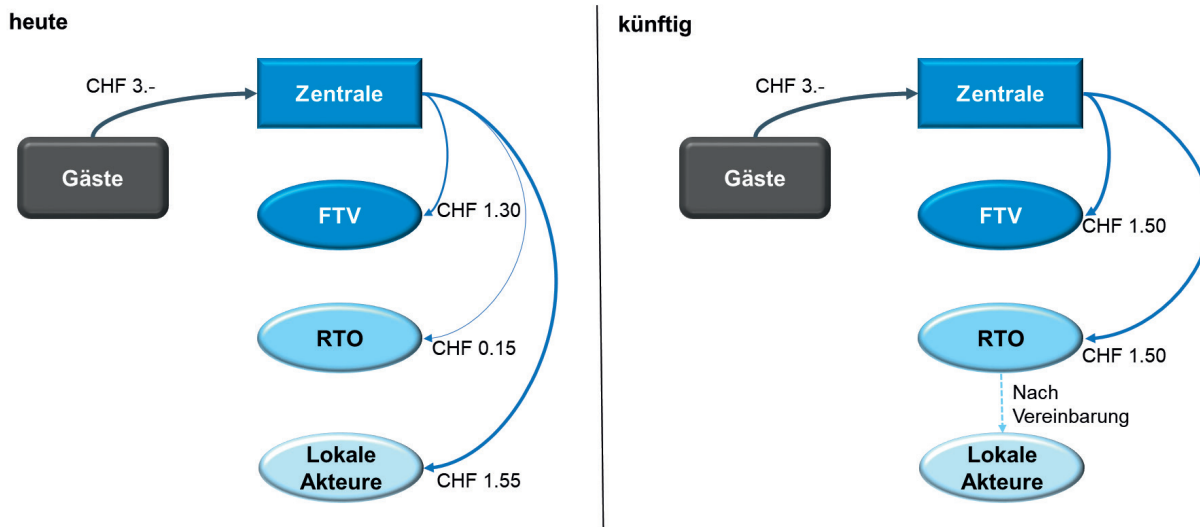 heute
CHF 3.-
Zentrale
Gäste
FTV
CHF 1.30
RTO
CHF 0.15
Lokale
Akteure
CHF 1.55
künftig
CHF 3.-
Zentrale
Gäste
FTV
CHF 1.50
RTO
CHF 1.50
Nach
Vereinbarung
Lokale
Akteure